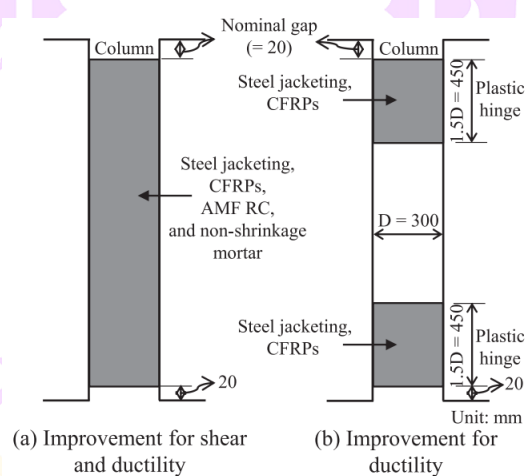 Nominal gap
(= 20)
Column
Column
Steel jacketing,
CFRPs
1.5D = 450
Plastic
hinge
Steel jacketing,
CFRPs,
AMF RC,
and non-shrinkage
mortar
D = 300
Steel jacketing,
CFRPs
1.5D = 450
Plastic
hinge
20
20
Unit: mm
(a) Improvement for shear
and ductility
(b) Improvement for
ductility